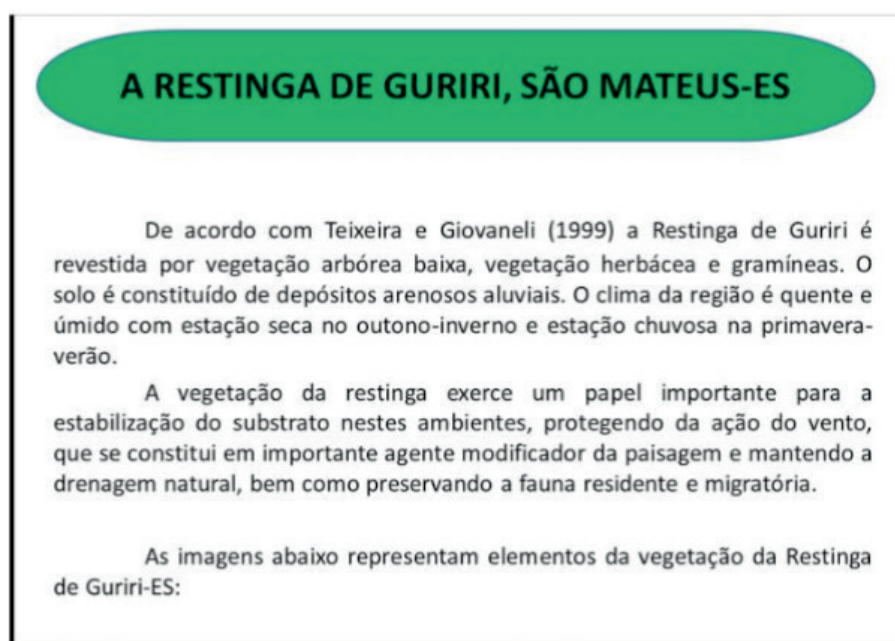 A RESTINGA DE GURIRI, SÃO MATEUS-ES
De acordo com Teixeira e Giovaneli (1999) a Restinga de Guriri é
revestida por vegetação arbórea baixa, vegetação herbácea e gramíneas. O
solo é constituído de depósitos arenosos aluviais. O clima da região é quente e
úmido com estação seca no outono-inverno e estação chuvosa na primavera-
verão.
A vegetação da restinga exerce um papel importante para a
estabilização do substrato nestes ambientes, protegendo da ação do vento,
que se constitui em importante agente modificador da paisagem e mantendo a
drenagem natural, bem como preservando a fauna residente e migratória.
As imagens abaixo representam elementos da vegetação da Restinga
de Guriri-ES: